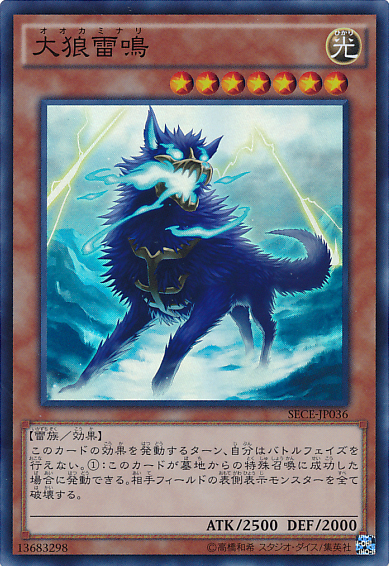 オオカミナリ
大狼雷鳴
ひかり
光
SECE-JP036
【雷族/効果】
このカードの効果を発動するターン、自分はバトルフェイズを
行えない。①:このカードが墓地からの特殊召喚に成功した
場合に発動できる。相手フィールドの表側表示モンスターを全て
破壊する。
ATK/2500 DEF/2000
13683298
©高橋和希 スタジオ・ダイス/集英社